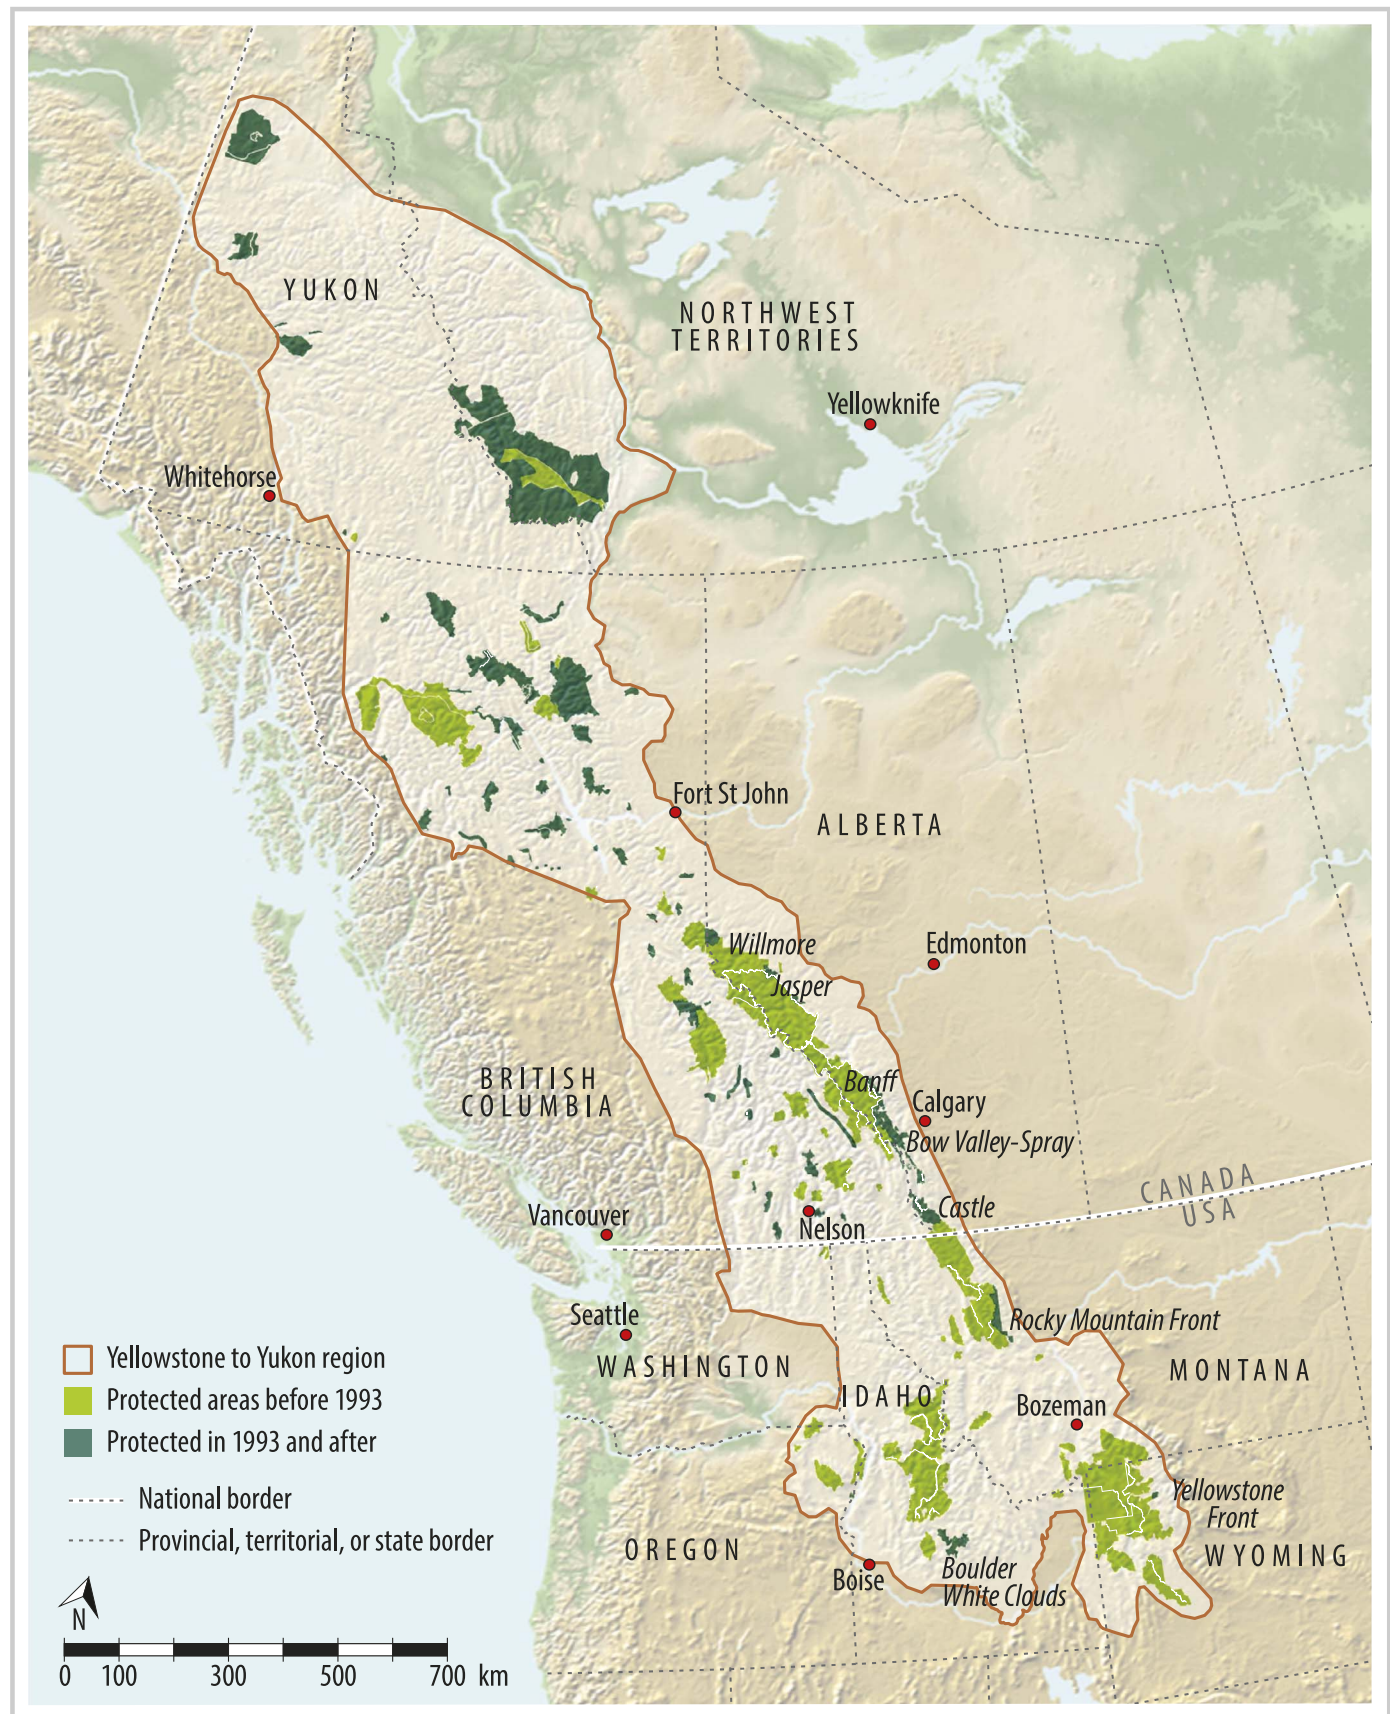 YUKON
NORTHWEST
TERRITORIES
Yellowknife
Whitehorse
Fort St John
ALBERTA
Willmore
Edmonton
Jasper
BRITISH
COLUMBIA
Banff
Calgary
Bow Valley-Spray
CANADA
USA
Castle
Vancouver
Nelson
Seattle
Rocky Mountain Front
WASHINGTON
MONTANA
IDAHO
Bozeman
Yellowstone
Front
OREGON
WYOMING
Boise
Boulder
White Clouds
Yellowstone to Yukon region
Protected areas before 1993
Protected in 1993 and after
National border
Provincial, territorial, or state border
N
0 100 300 500 700 km